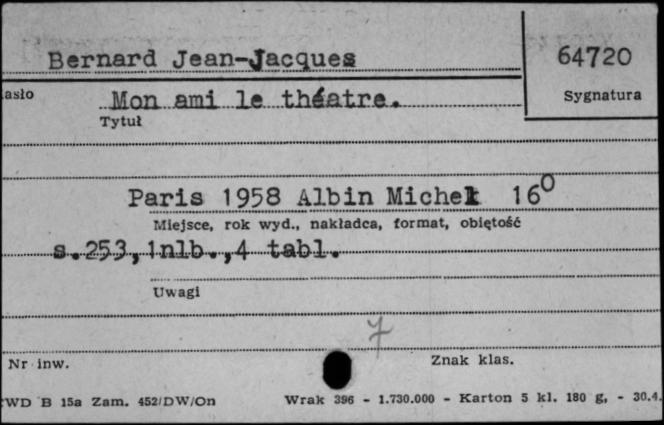 Bernard Jean-Jacques
64720
asło
Mon ami le théatre.
Sygnatura
Tytuł
Paris 1958 Albin Michel 16⁰
Miejsce, rok wyd., nakładca, format, objętość
s.253,1nlb.,4 tabl.
Uwagi
7
Nr inw.
Znak klas.
WD B 15a Zam. 452/DW/On Wrak 396 - 1.730.000 - Karton 5 kl. 180 g, - 30.4.